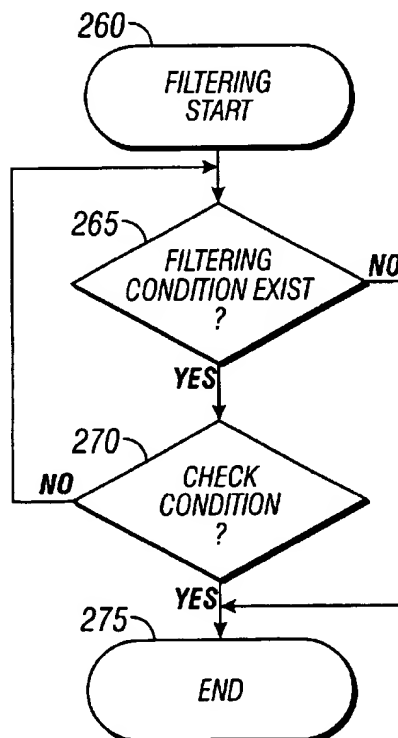 260
FILTERING
START
265
FILTERING
CONDITION EXIST
?
NO
YES
270
CHECK
CONDITION
?
NO
YES
275
END